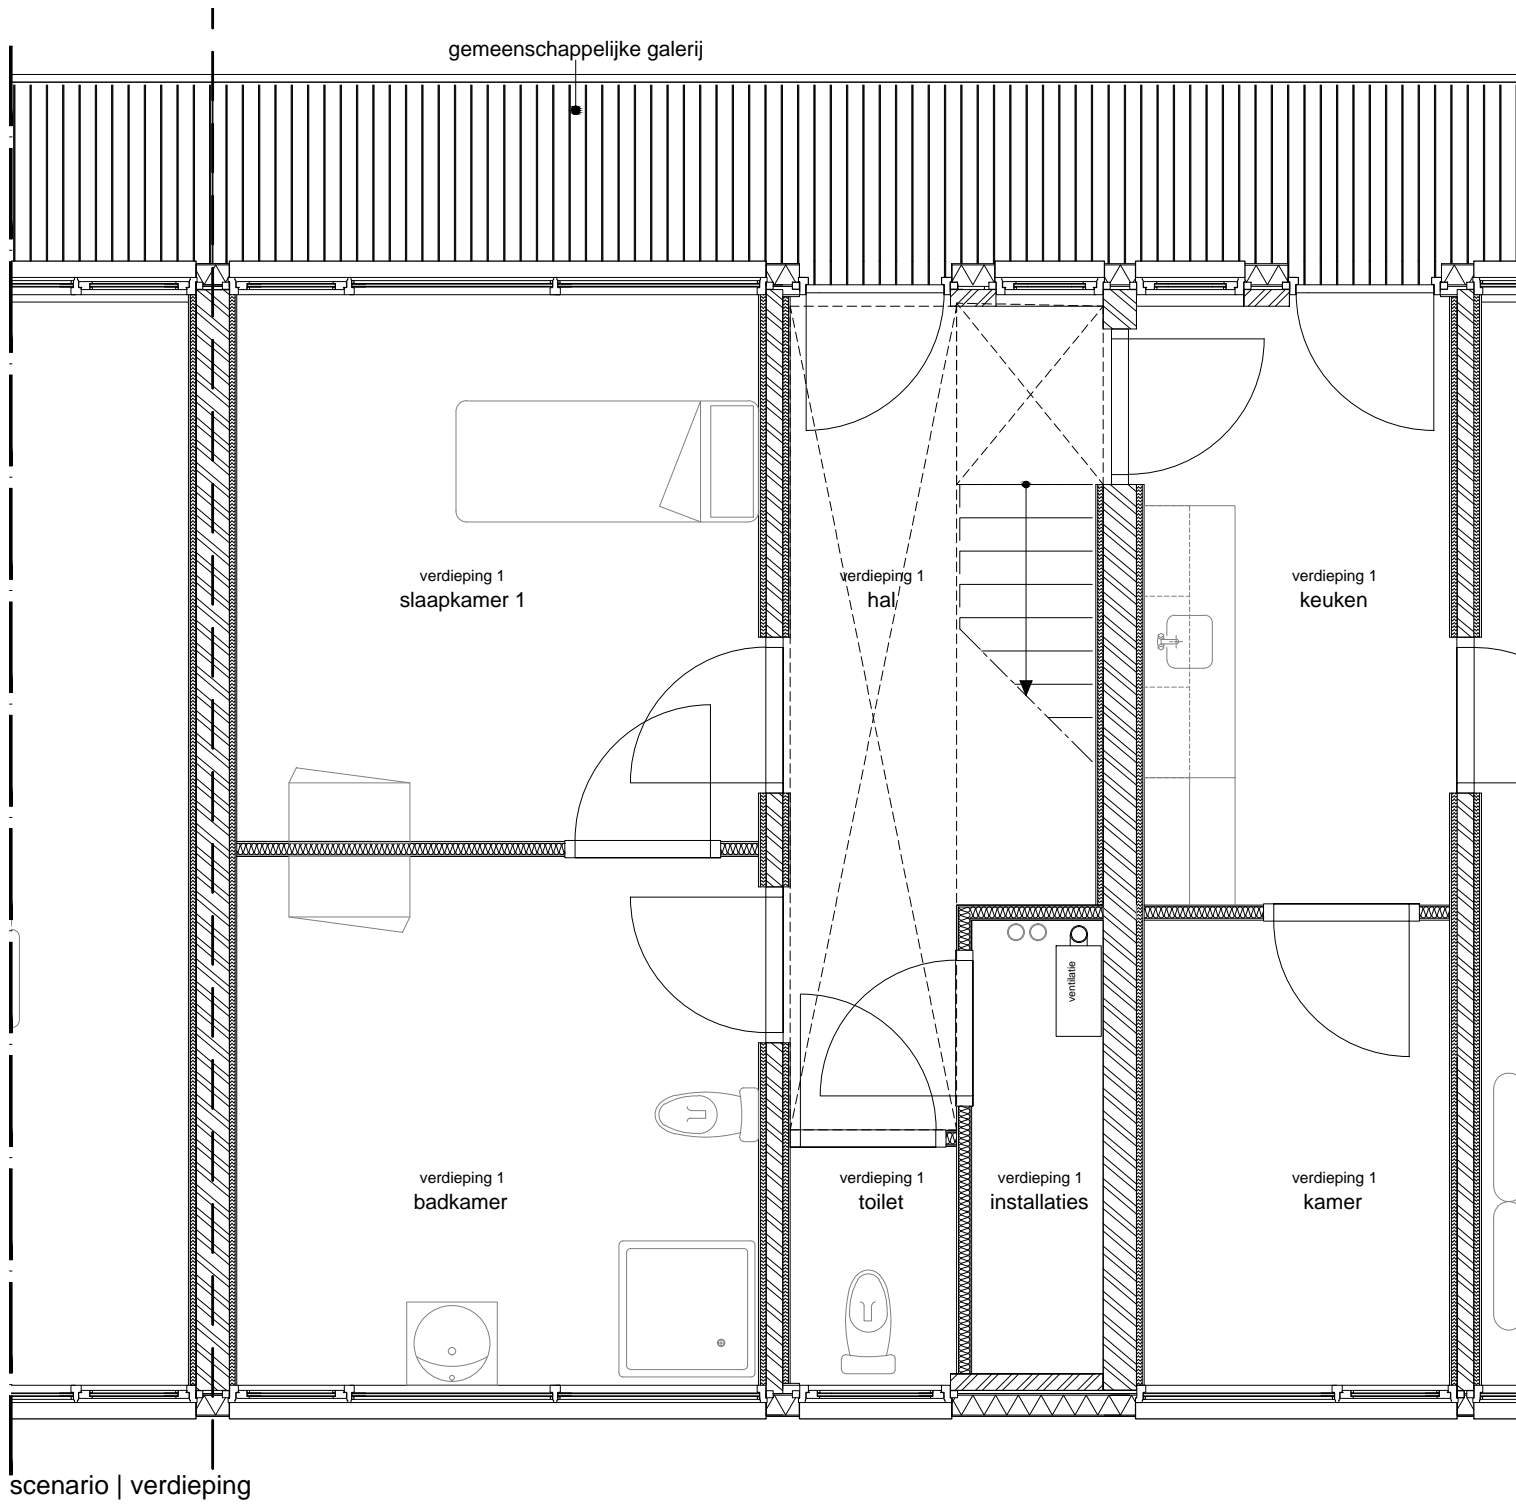 gemeenschappelijke galerij
verdieping 1
slaapkamer 1
verdieping 1
hal
verdieping 1
keuken
ventilatie
verdieping 1
badkamer
verdieping 1
toilet
verdieping 1
installaties
verdieping 1
kamer
scenario | verdieping